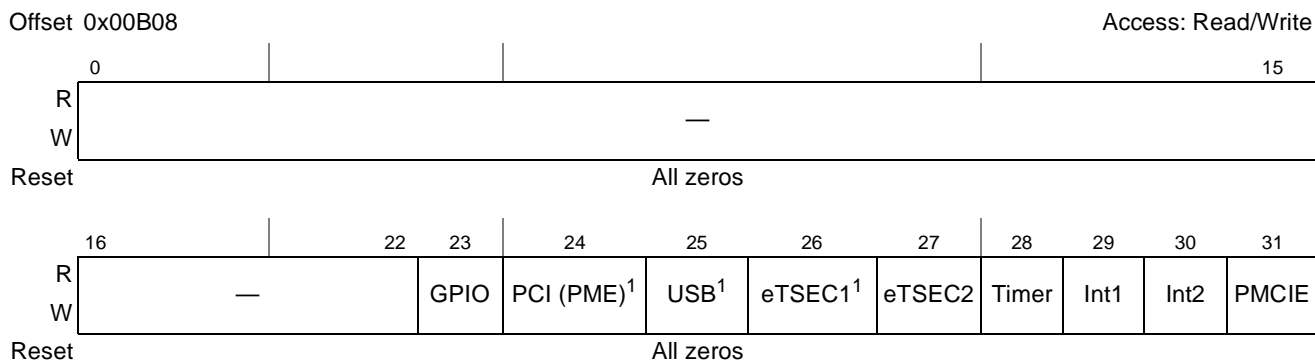 Offset 0x00B08 Access: Read/Write
0 15
R
—
W
Reset All zeros
16 22 23 24 25 26 27 28 29 30 31
R
— GPIO PCI (PME)1 USB1 eTSEC11 eTSEC2 Timer Int1 Int2 PMCIE
W
Reset All zeros